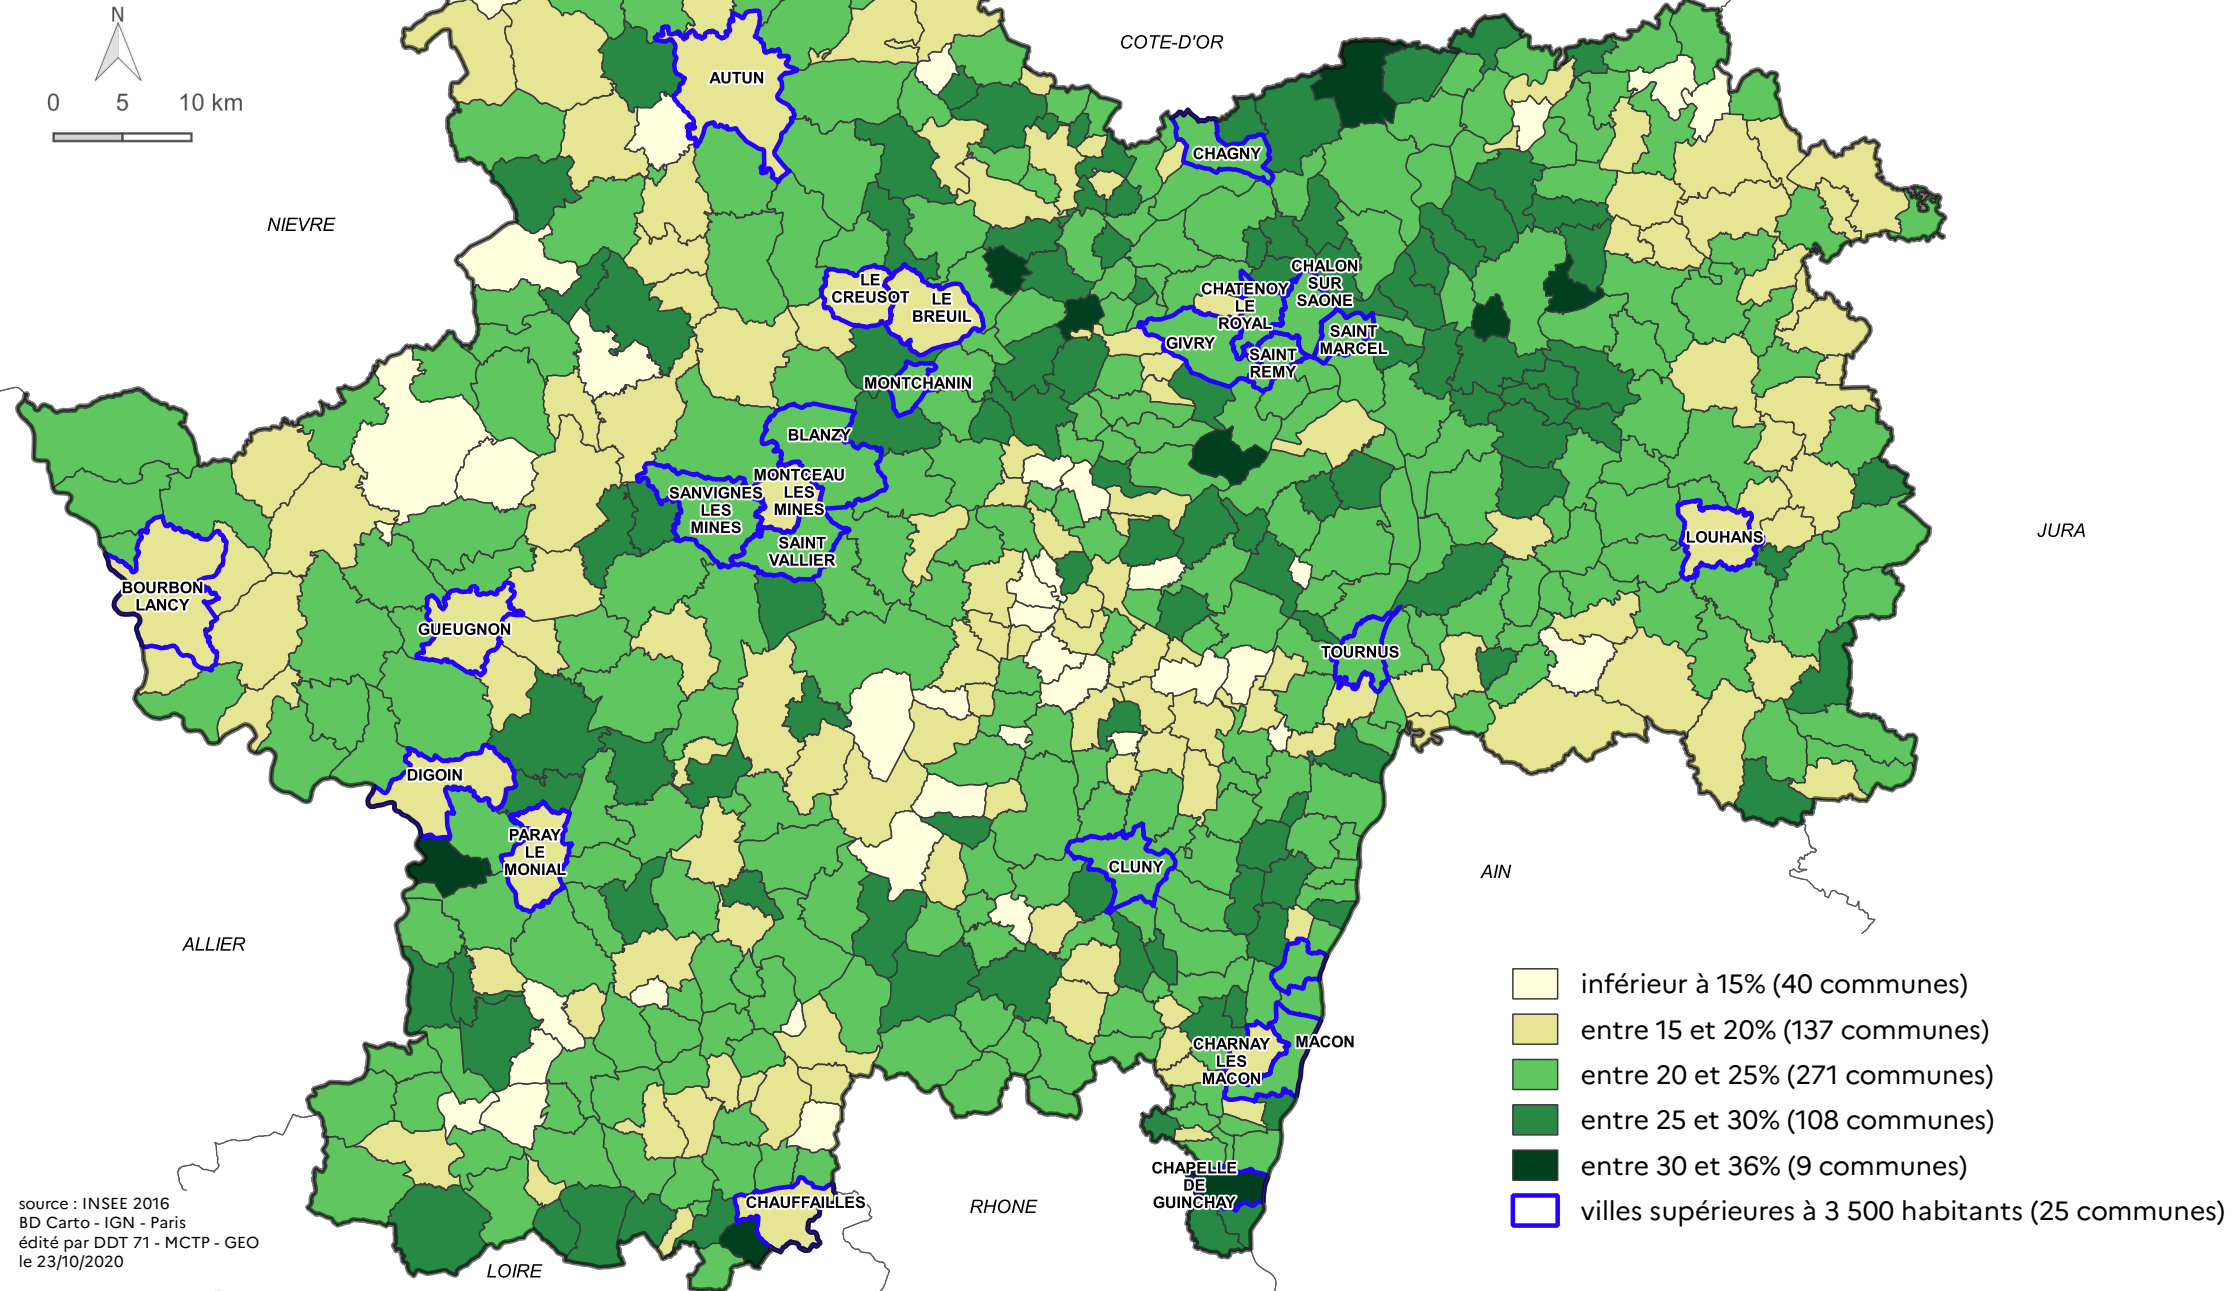 N
0 5 10 km
COTE-D'OR
AUTUN
CHAGNY
NIEVRE
LE
CREUSOT
LE
BREUIL
CHALON
SUR
SAONE
CHATENOY
LE
ROYAL
GIVRY
SAINT
MARCEL
SAINT
REMY
MONTCHANIN
BLANZY
MONTCEAU
LES
MINES
SANVIGNES
LES
MINES
SAINT
VALLIER
LOUHANS
JURA
BOURBON
LANCY
GUEUGNON
TOURNUS
DIGOIN
PARAY
LE
MONIAL
CLUNY
AIN
ALLIER
MACON
CHARNAY
LES
MACON
CHAPELLE
DE
GUINCHAY
CHAUFFAILLES
RHONE
LOIRE
inférieur à 15% (40 communes)
entre 15 et 20% (137 communes)
entre 20 et 25% (271 communes)
entre 25 et 30% (108 communes)
entre 30 et 36% (9 communes)
villes supérieures à 3 500 habitants (25 communes)
source : INSEE 2016
BD Carto - IGN - Paris
édité par DDT 71 - MCTP - GEO
le 23/10/2020